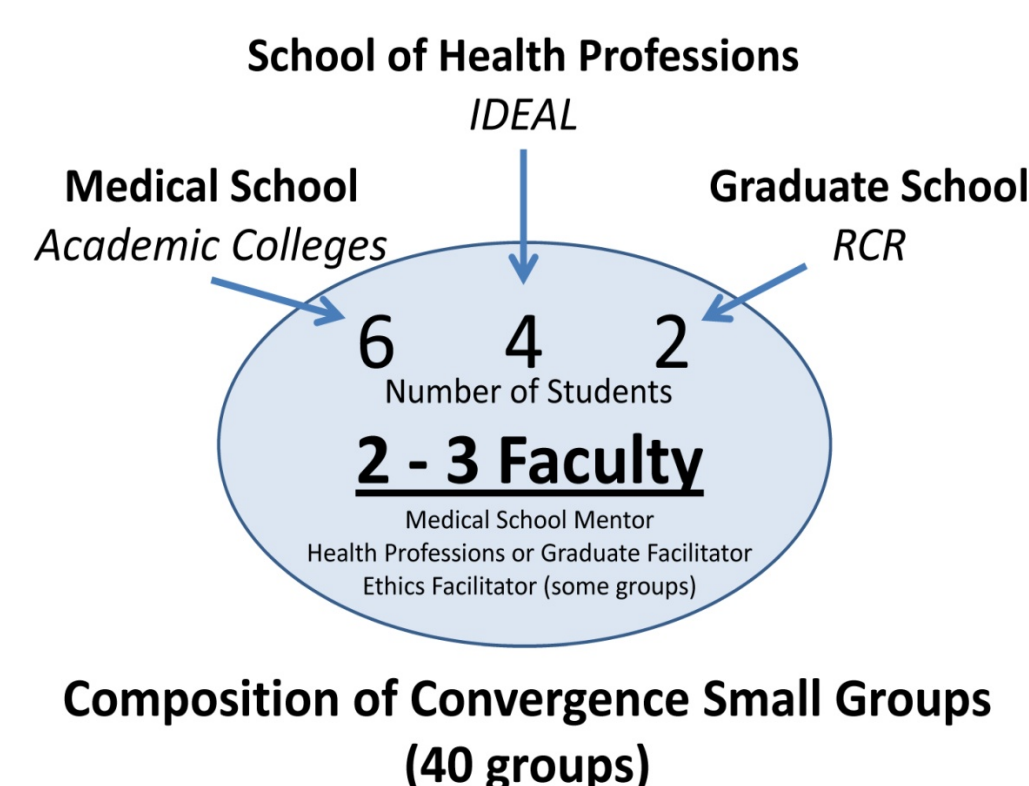 School of Health Professions
IDEAL
Medical School
Academic Colleges
Graduate School
RCR
6 4 2
Number of Students
2 - 3 Faculty
Medical School Mentor
Health Professions or Graduate Facilitator
Ethics Facilitator (some groups)
Composition of Convergence Small Groups
(40 groups)